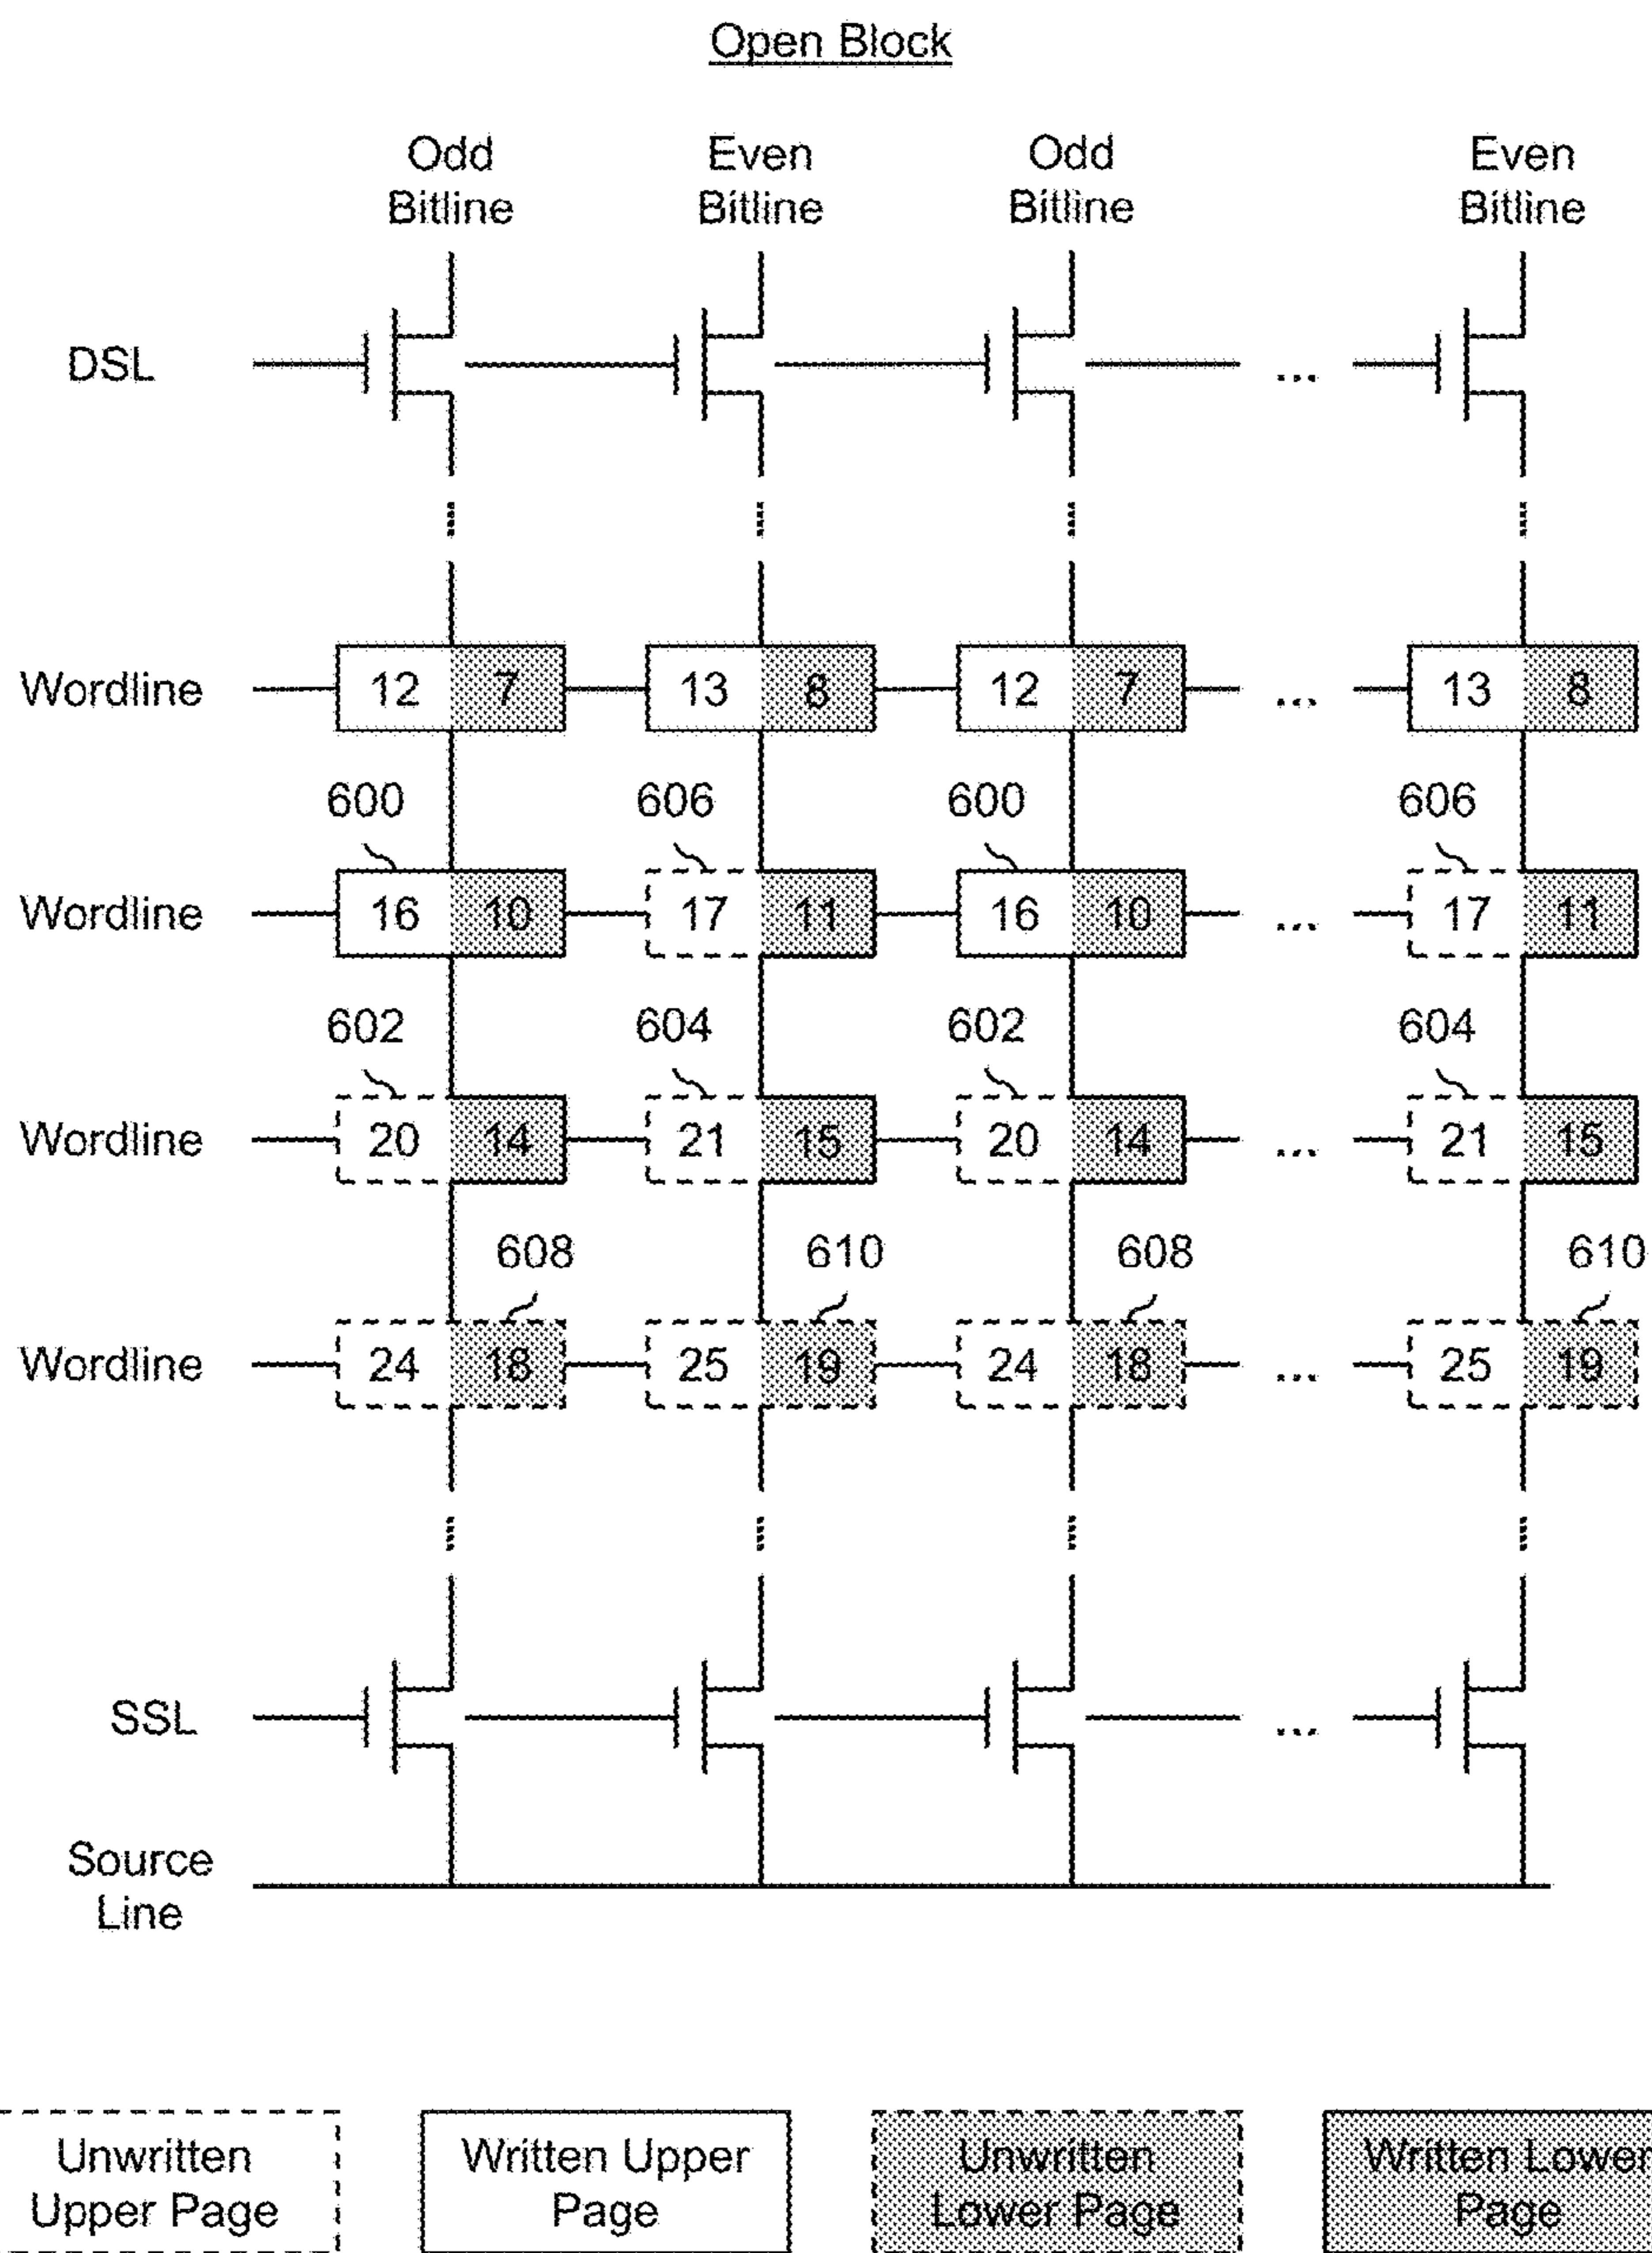 Open Block
Odd Bitline Even Bitline Odd Bitline Even Bitline
DSL ...
Wordline 12 7 13 8 12 7 ... 13 8
600 606 600 606
Wordline 16 10 17 11 16 10 ... 17 11
602 604 602 604
Wordline 20 14 21 15 20 14 ... 21 15
608 610 608 610
Wordline 24 18 25 19 24 18 ... 25 19
SSL ...
Source
Line
Unwritten Upper Page
Written Upper Page
Unwritten Lower Page
Written Lower Page